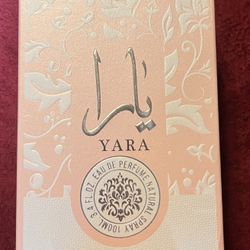 يارا
YARA
EAU DE PERFUME NATURAL SPRAY 100ML 3.4 FL.OZ